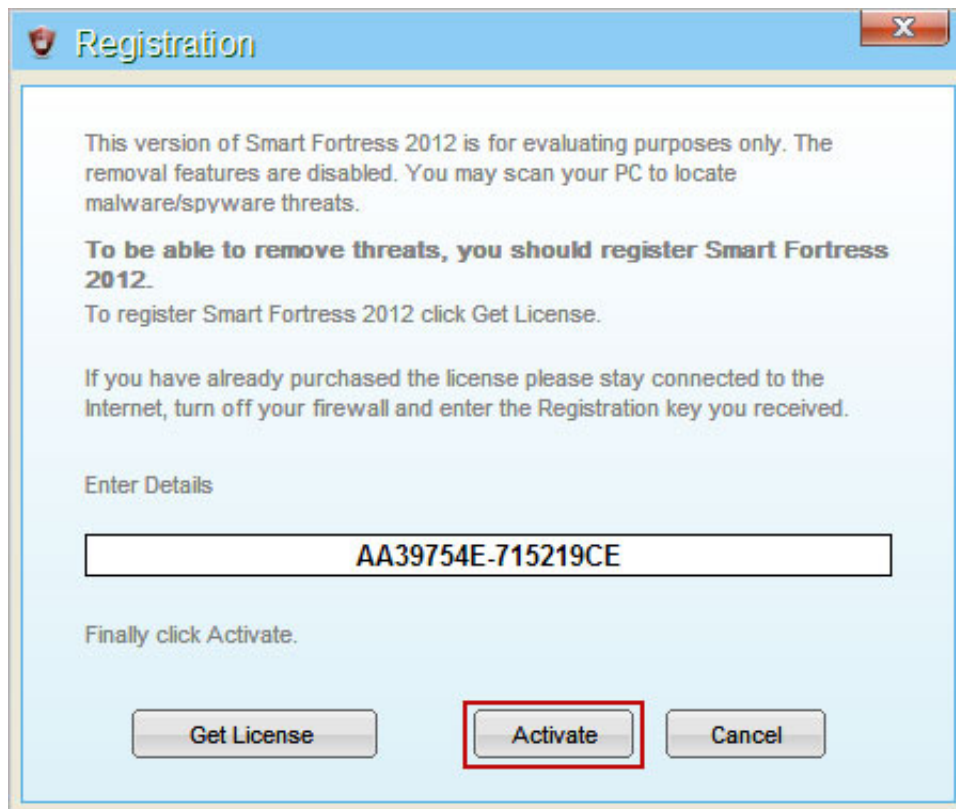 Registration
X
This version of Smart Fortress 2012 is for evaluating purposes only. The
removal features are disabled. You may scan your PC to locate
malware/spyware threats.
To be able to remove threats, you should register Smart Fortress
2012.
To register Smart Fortress 2012 click Get License.
If you have already purchased the license please stay connected to the
Internet, turn off your firewall and enter the Registration key you received.
Enter Details
AA39754E-715219CE
Finally click Activate.
Get License
Activate
Cancel